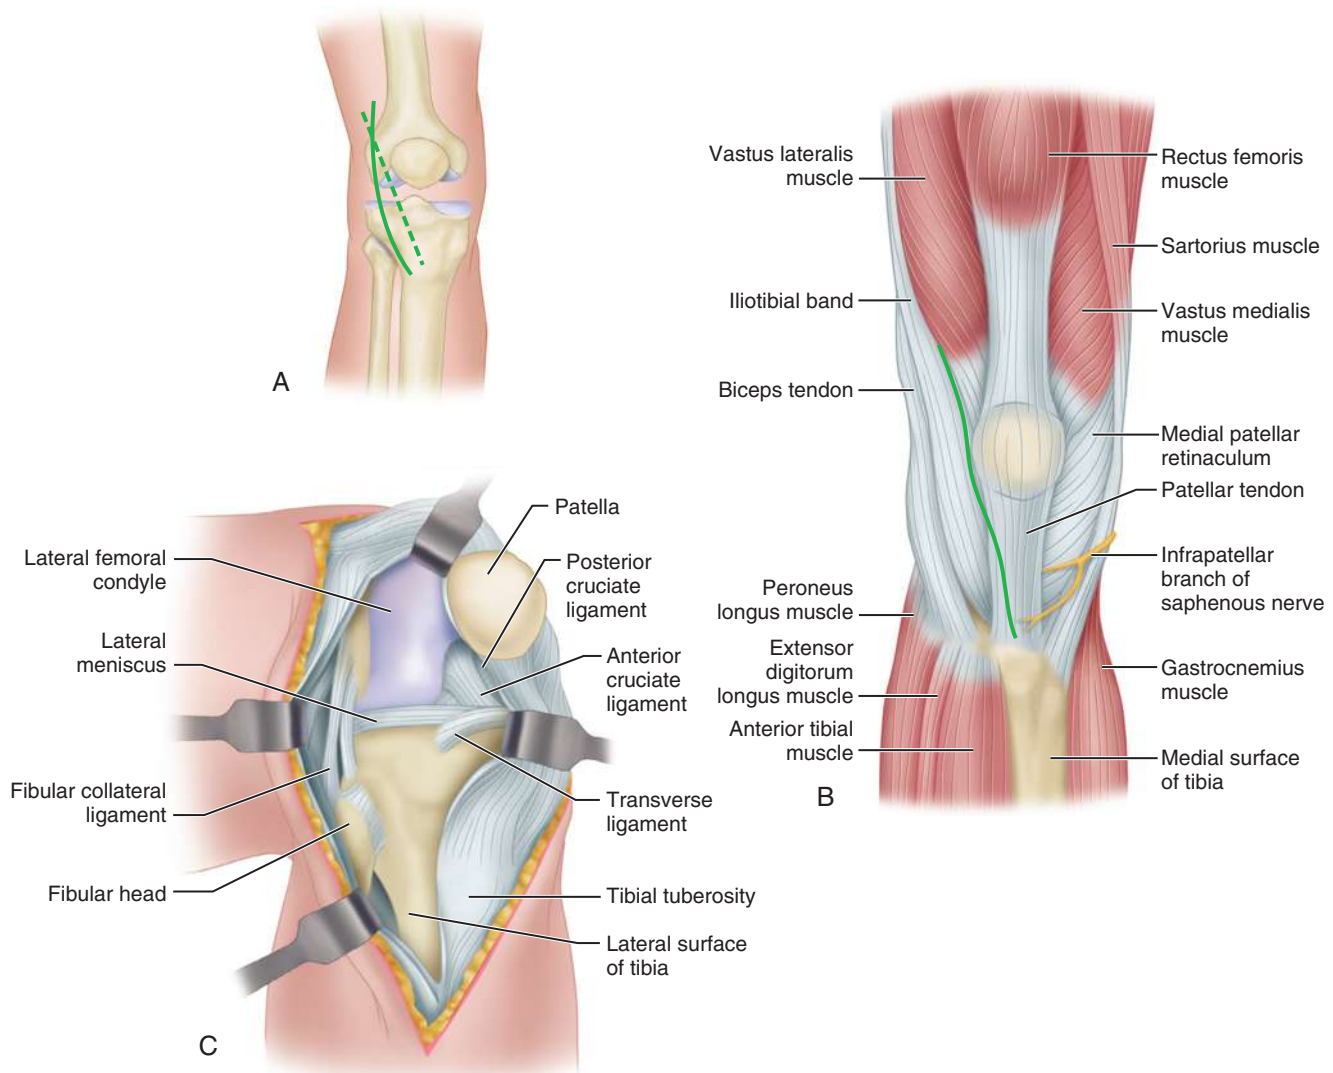 A
Vastus lateralis
muscle
Iliotibial band
Biceps tendon
Peroneus
longus muscle
Extensor
digitorum
longus muscle
Anterior tibial
muscle
Rectus femoris
muscle
Sartorius muscle
Vastus medialis
muscle
Medial patellar
retinaculum
Patellar tendon
Infrapatellar
branch of
saphenous nerve
Gastrocnemius
muscle
Medial surface
of tibia
B
Lateral femoral
condyle
Lateral
meniscus
Fibular collateral
ligament
Fibular head
Patella
Posterior
cruciate
ligament
Anterior
cruciate
ligament
Transverse
ligament
Tibial tuberosity
Lateral surface
of tibia
C